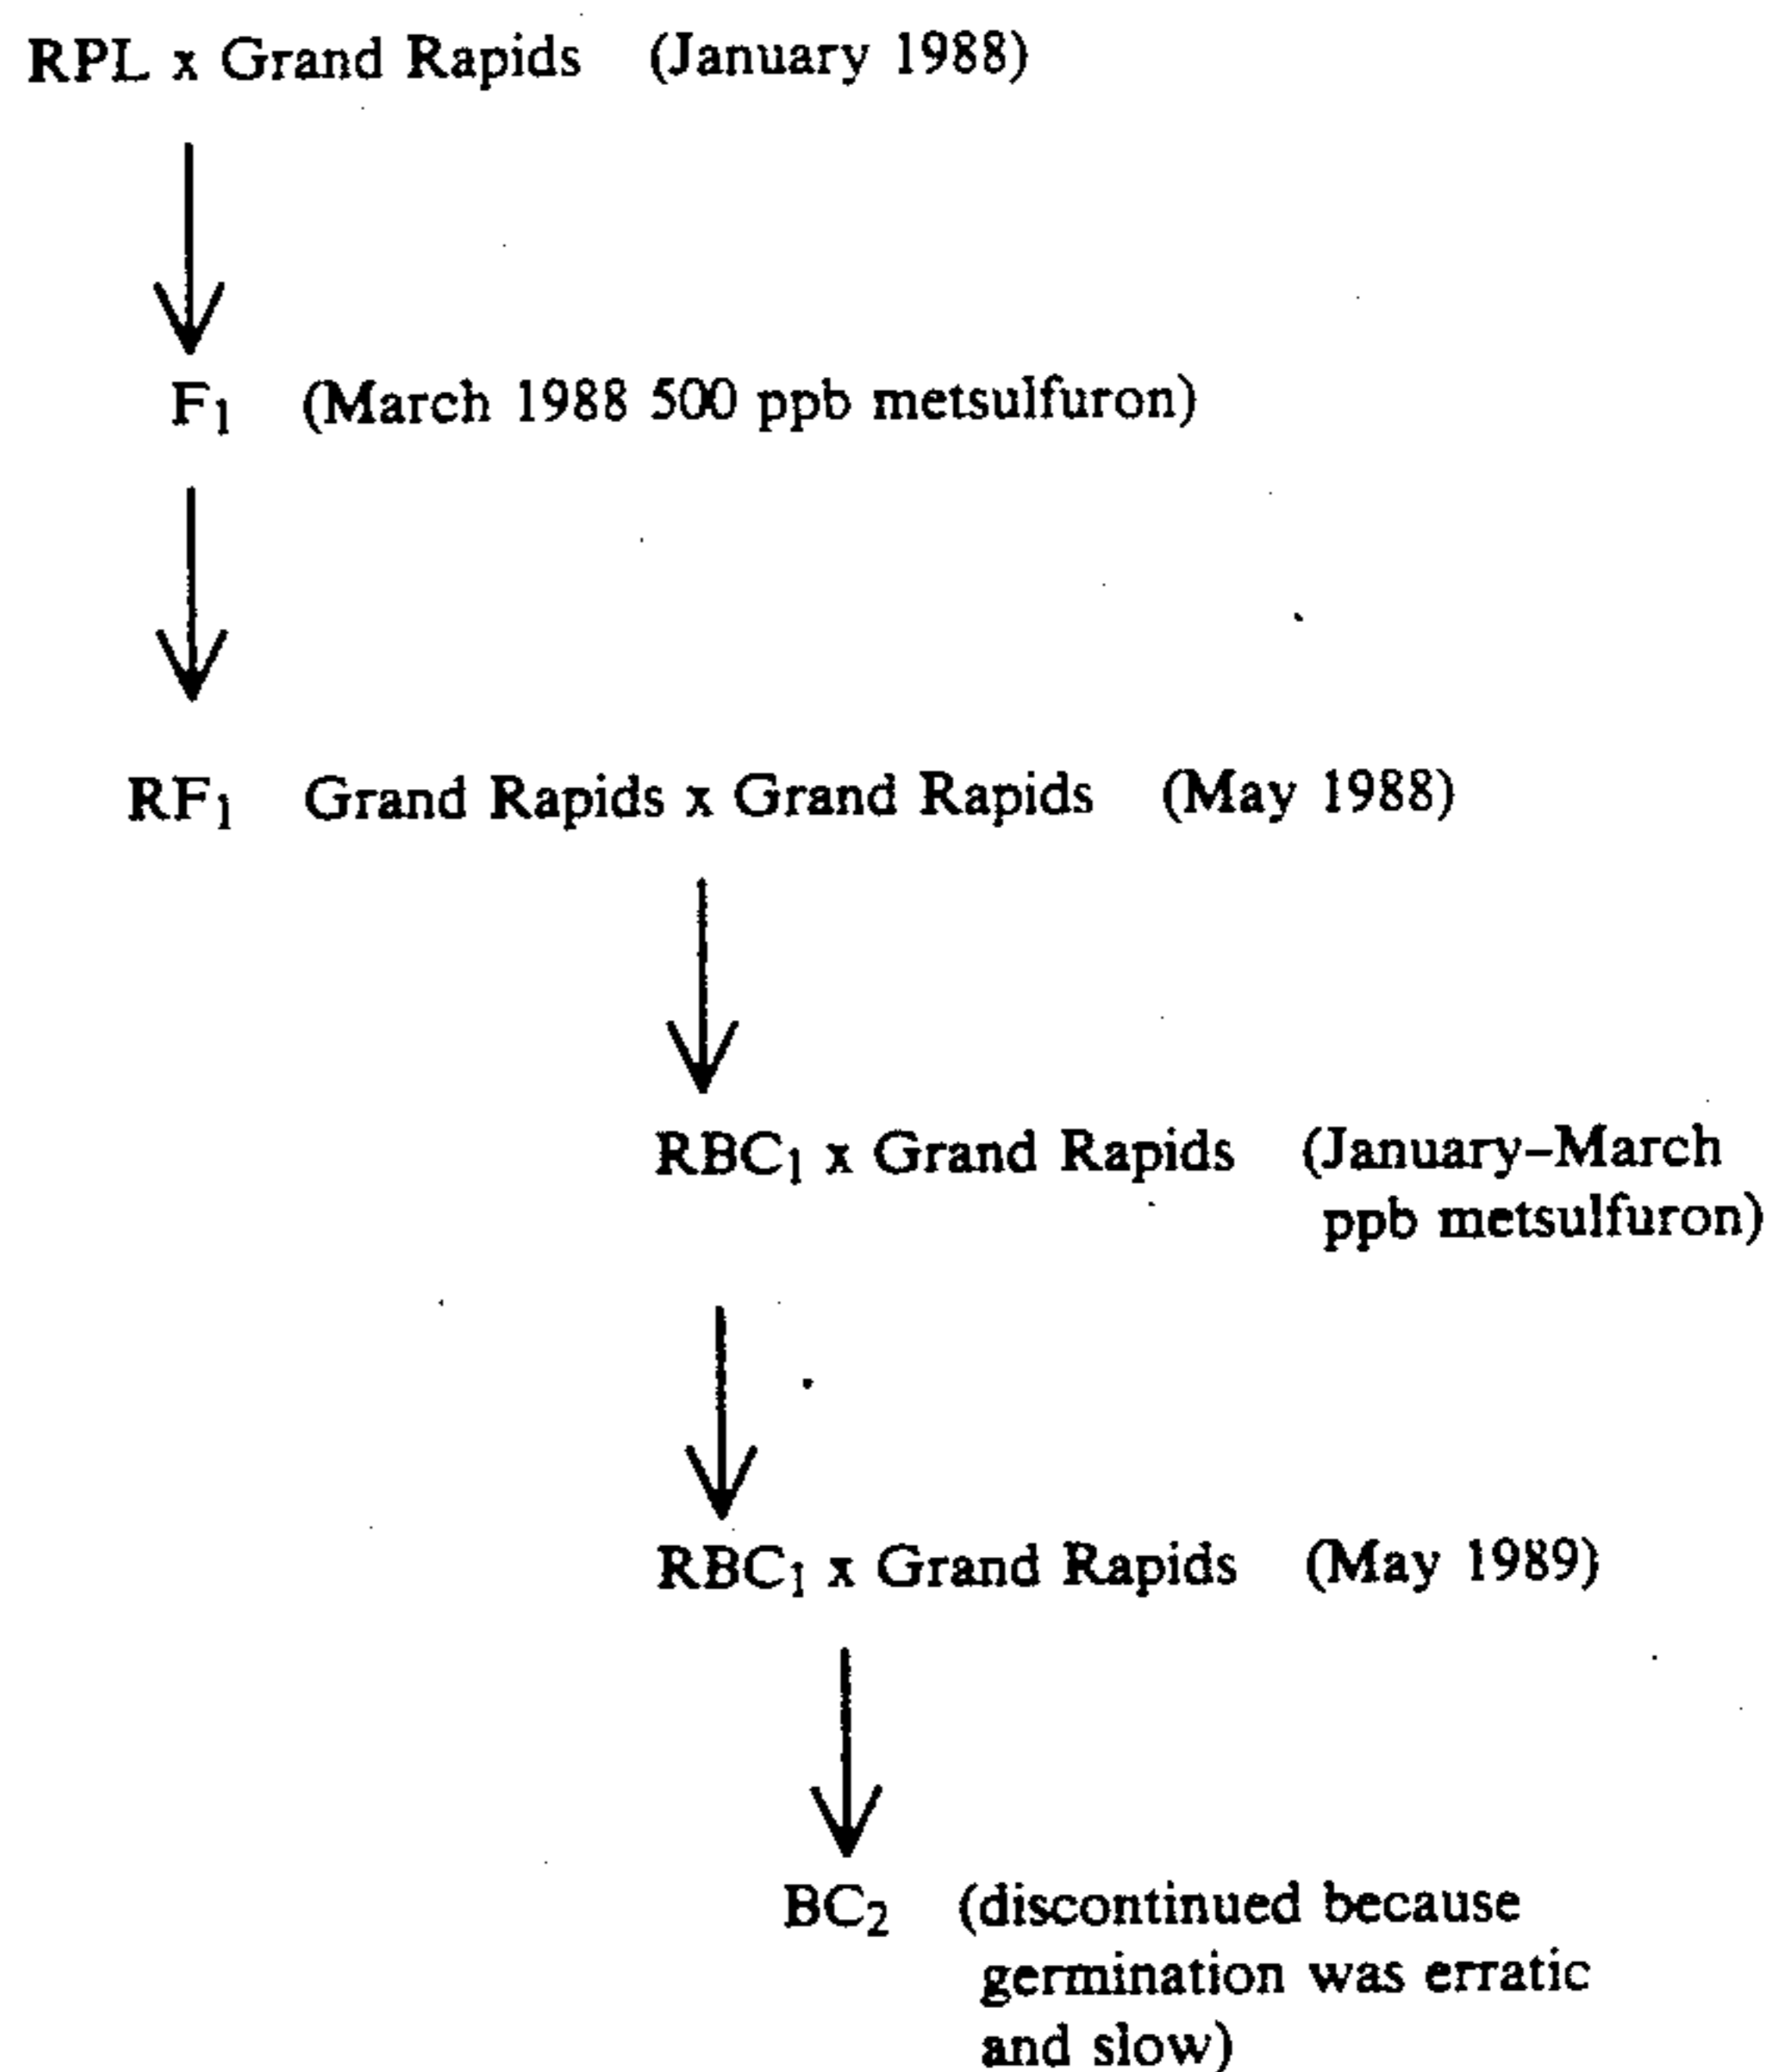 RPL x Grand Rapids (January 1988)
F₁ (March 1988 500 ppb metsulfuron)
RF₁ Grand Rapids x Grand Rapids (May 1988)
RBC₁ x Grand Rapids (January–March
ppb metsulfuron)
RBC₁ x Grand Rapids (May 1989)
BC₂ (discontinued because
germination was erratic
and slow)